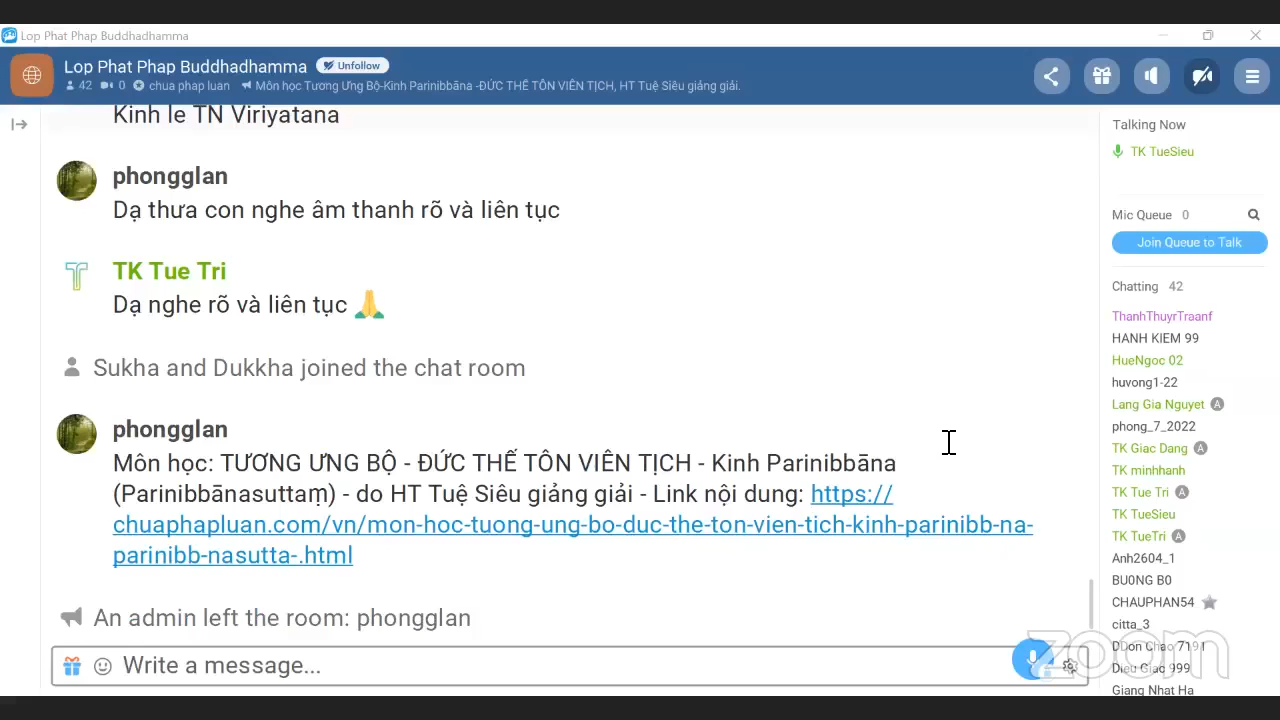 Lop Phat Phap Buddhadhamma
Lop Phat Phap Buddhadhamma Unfollow
42 0 chua phap luan Môn học Tương Ưng Bộ-Kinh Parinibbāna -ĐỨC THẾ TÔN VIÊN TỊCH, HT Tuệ Siêu giảng giải.
Kinh le TN Viriyatana
phongglan
Dạ thưa con nghe âm thanh rõ và liên tục
TK Tue Tri
Dạ nghe rõ và liên tục 🙏
Sukha and Dukkha joined the chat room
phongglan
Môn học: TƯƠNG ƯNG BỘ - ĐỨC THẾ TÔN VIÊN TỊCH - Kinh Parinibbāna
(Parinibbānasuttaṃ) - do HT Tuệ Siêu giảng giải - Link nội dung: https://
chuaphapluan.com/vn/mon-hoc-tuong-ung-bo-duc-the-ton-vien-tich-kinh-parinibb-na-
parinibb-nasutta-.html
An admin left the room: phongglan
Write a message...
Talking Now
TK TueSieu
Mic Queue 0
Join Queue to Talk
Chatting 42
ThanhThuyrTraanf
HANH KIEM 99
HueNgoc 02
huvong1-22
Lang Gia Nguyet A
phong_7_2022
TK Giac Dang A
TK minhhanh
TK Tue Tri A
TK TueSieu
TK TueTri A
Anh2604_1
BU0NG B0
CHAUPHAN54
citta_3
DDon Chao 7191
Dieu Giac 999
Giang Nhat Ha
zoom